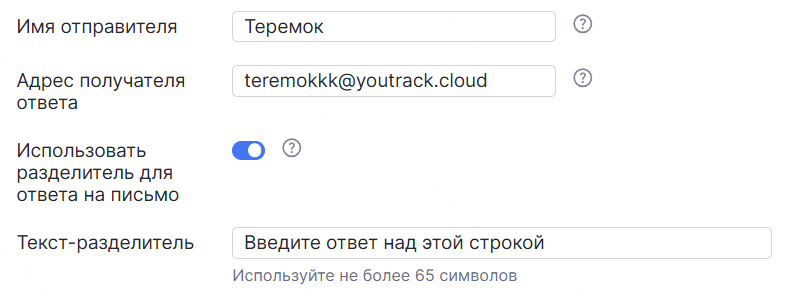 Имя отправителя
Теремок
Адрес получателя
ответа
teremokkk@youtrack.cloud
Использовать
разделитель для
ответа на письмо
Текст-разделитель
Введите ответ над этой строкой
Используйте не более 65 символов